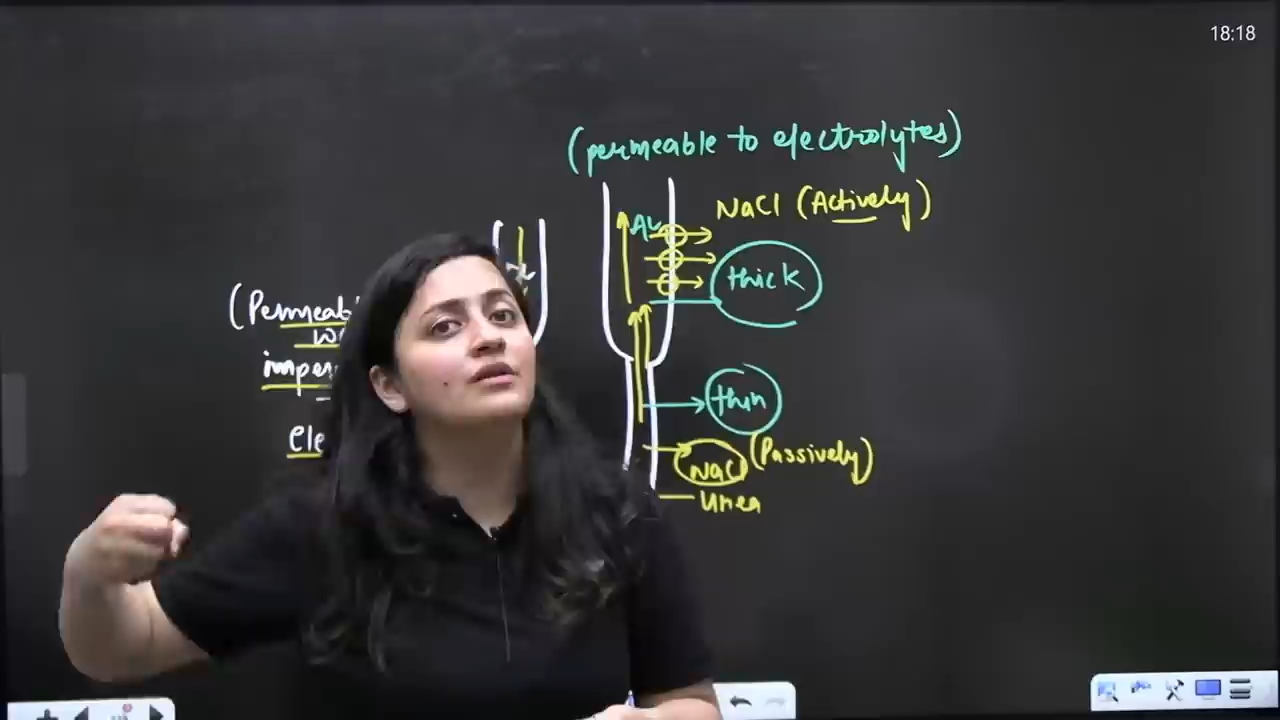 18:18
(permeable to electrolytes)
NaCl (Actively)
thick
(Permeab
imper
thin
ele
NaCl (Passively)
Urea